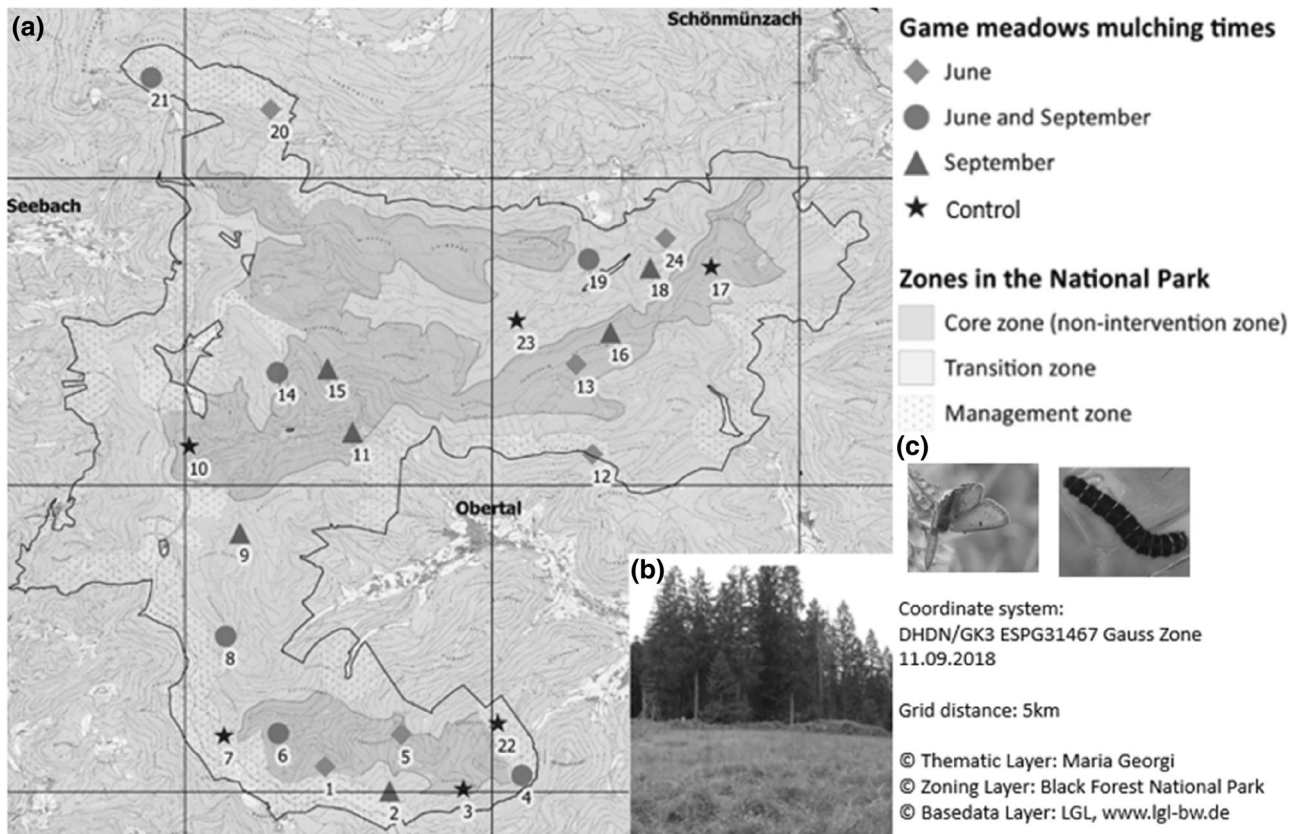 (a)
Schönmünzach
21
20
Seebach
19
24
18
17
23
16
13
14
15
10
11
12
Obertal
9
8
7
6
5
22
1
2
3
4
(b)
Game meadows mulching times
June
June and September
September
Control
Zones in the National Park
Core zone (non-intervention zone)
Transition zone
Management zone
(c)
Coordinate system:
DHDN/GK3 ESPG31467 Gauss Zone
11.09.2018
Grid distance: 5km
© Thematic Layer: Maria Georgi
© Zoning Layer: Black Forest National Park
© Basedata Layer: LGL, www.lgl-bw.de